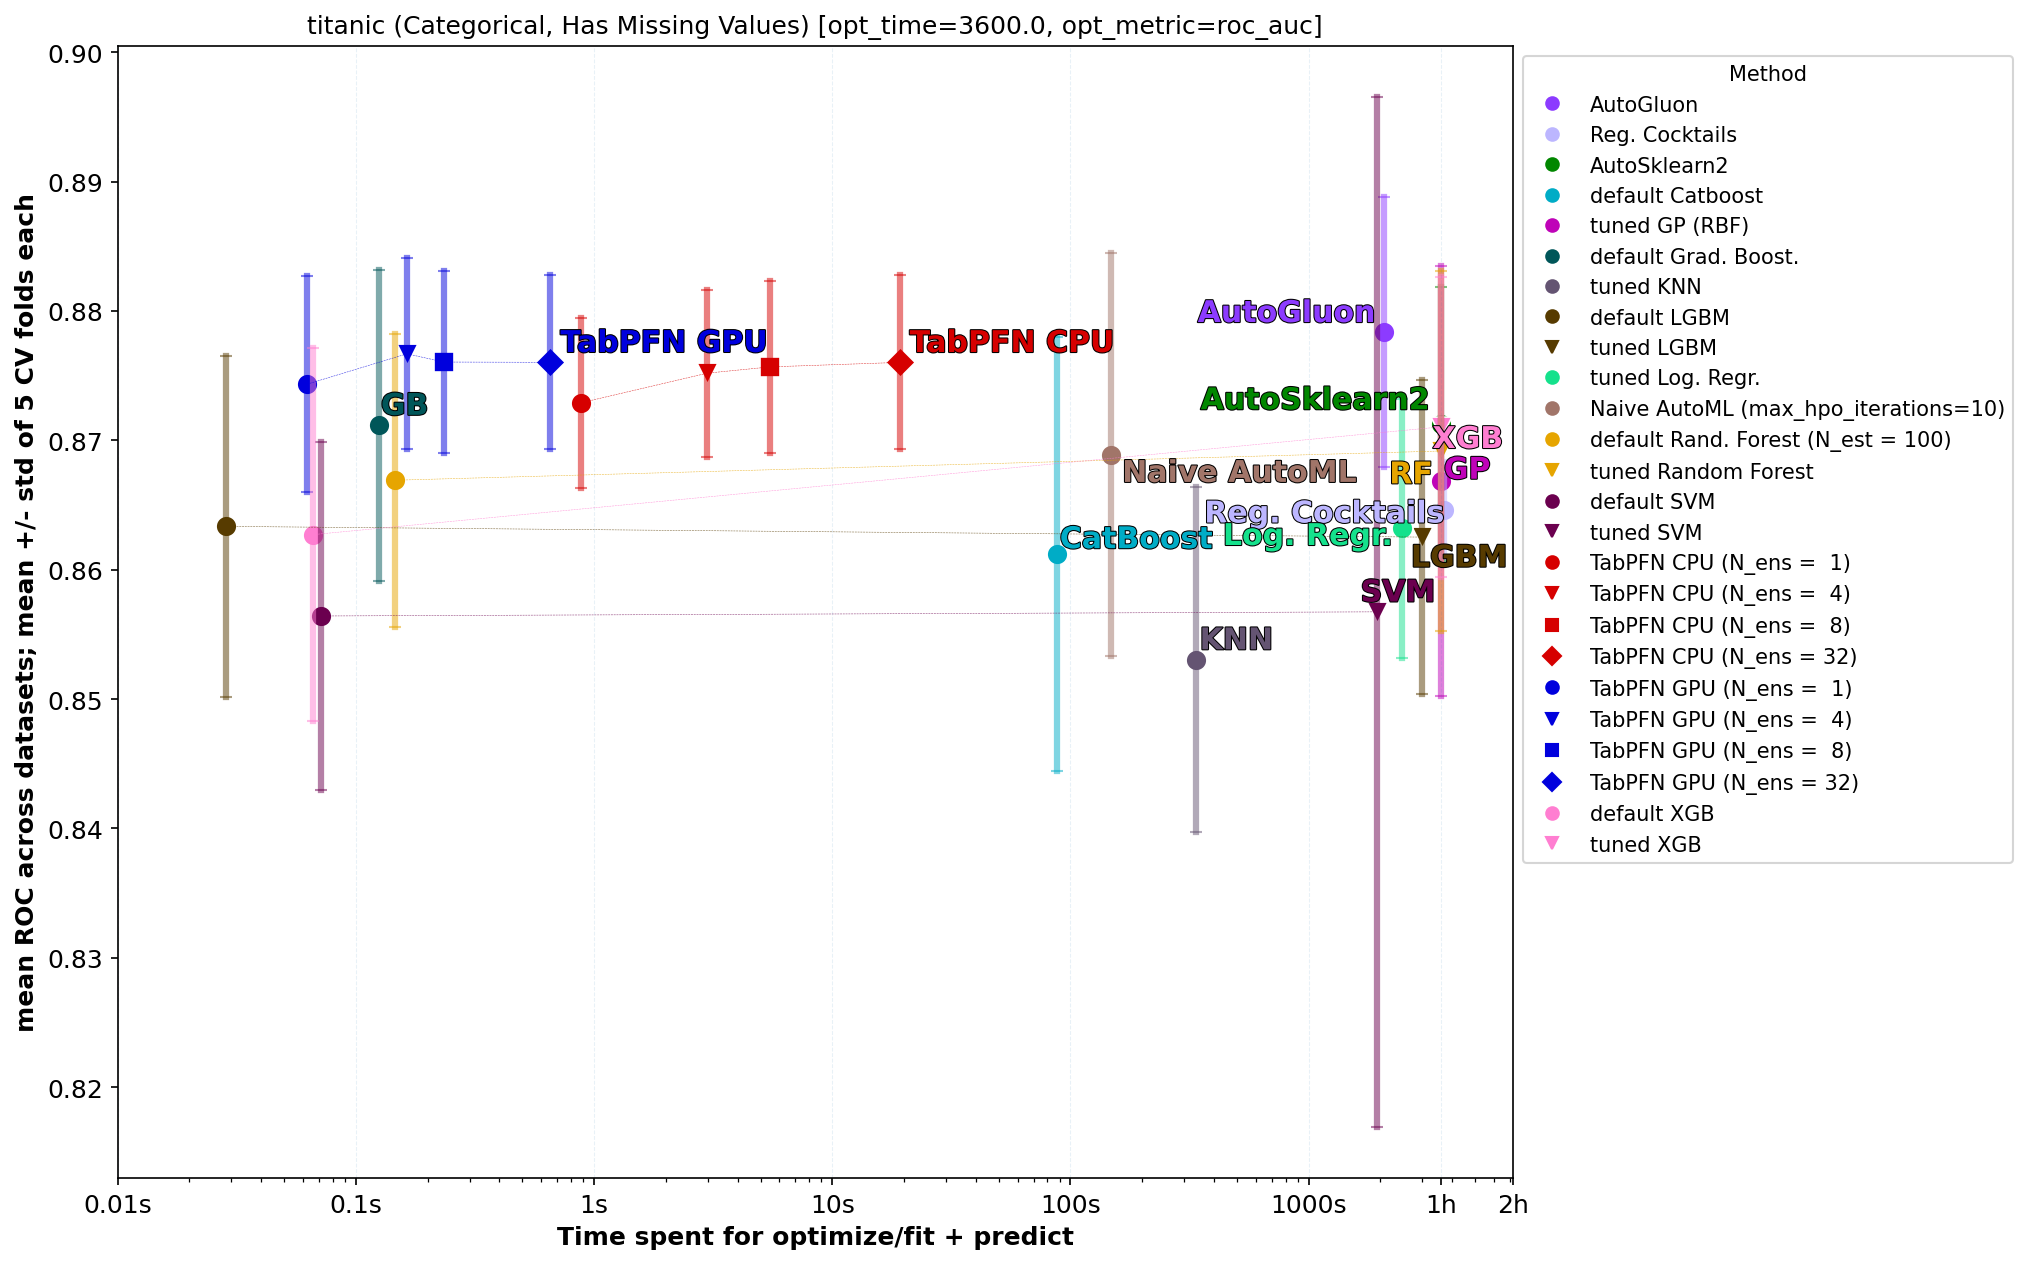 titanic (Categorical, Has Missing Values) [opt_time=3600.0, opt_metric=roc_auc]
mean ROC across datasets; mean +/- std of 5 CV folds each
0.90
0.89
0.88
0.87
0.86
0.85
0.84
0.83
0.82
AutoGluon
TabPFN GPU
TabPFN CPU
GB
AutoSklearn2
XGB
Naive AutoML
RF
GP
Reg. Cocktails
CatBoost
Log. Regr.
LGBM
SVM
KNN
0.01s
0.1s
1s
10s
100s
1000s
1h
2h
Time spent for optimize/fit + predict
Method
AutoGluon
Reg. Cocktails
AutoSklearn2
default Catboost
tuned GP (RBF)
default Grad. Boost.
tuned KNN
default LGBM
tuned LGBM
tuned Log. Regr.
Naive AutoML (max_hpo_iterations=10)
default Rand. Forest (N_est = 100)
tuned Random Forest
default SVM
tuned SVM
TabPFN CPU (N_ens =  1)
TabPFN CPU (N_ens =  4)
TabPFN CPU (N_ens =  8)
TabPFN CPU (N_ens = 32)
TabPFN GPU (N_ens =  1)
TabPFN GPU (N_ens =  4)
TabPFN GPU (N_ens =  8)
TabPFN GPU (N_ens = 32)
default XGB
tuned XGB